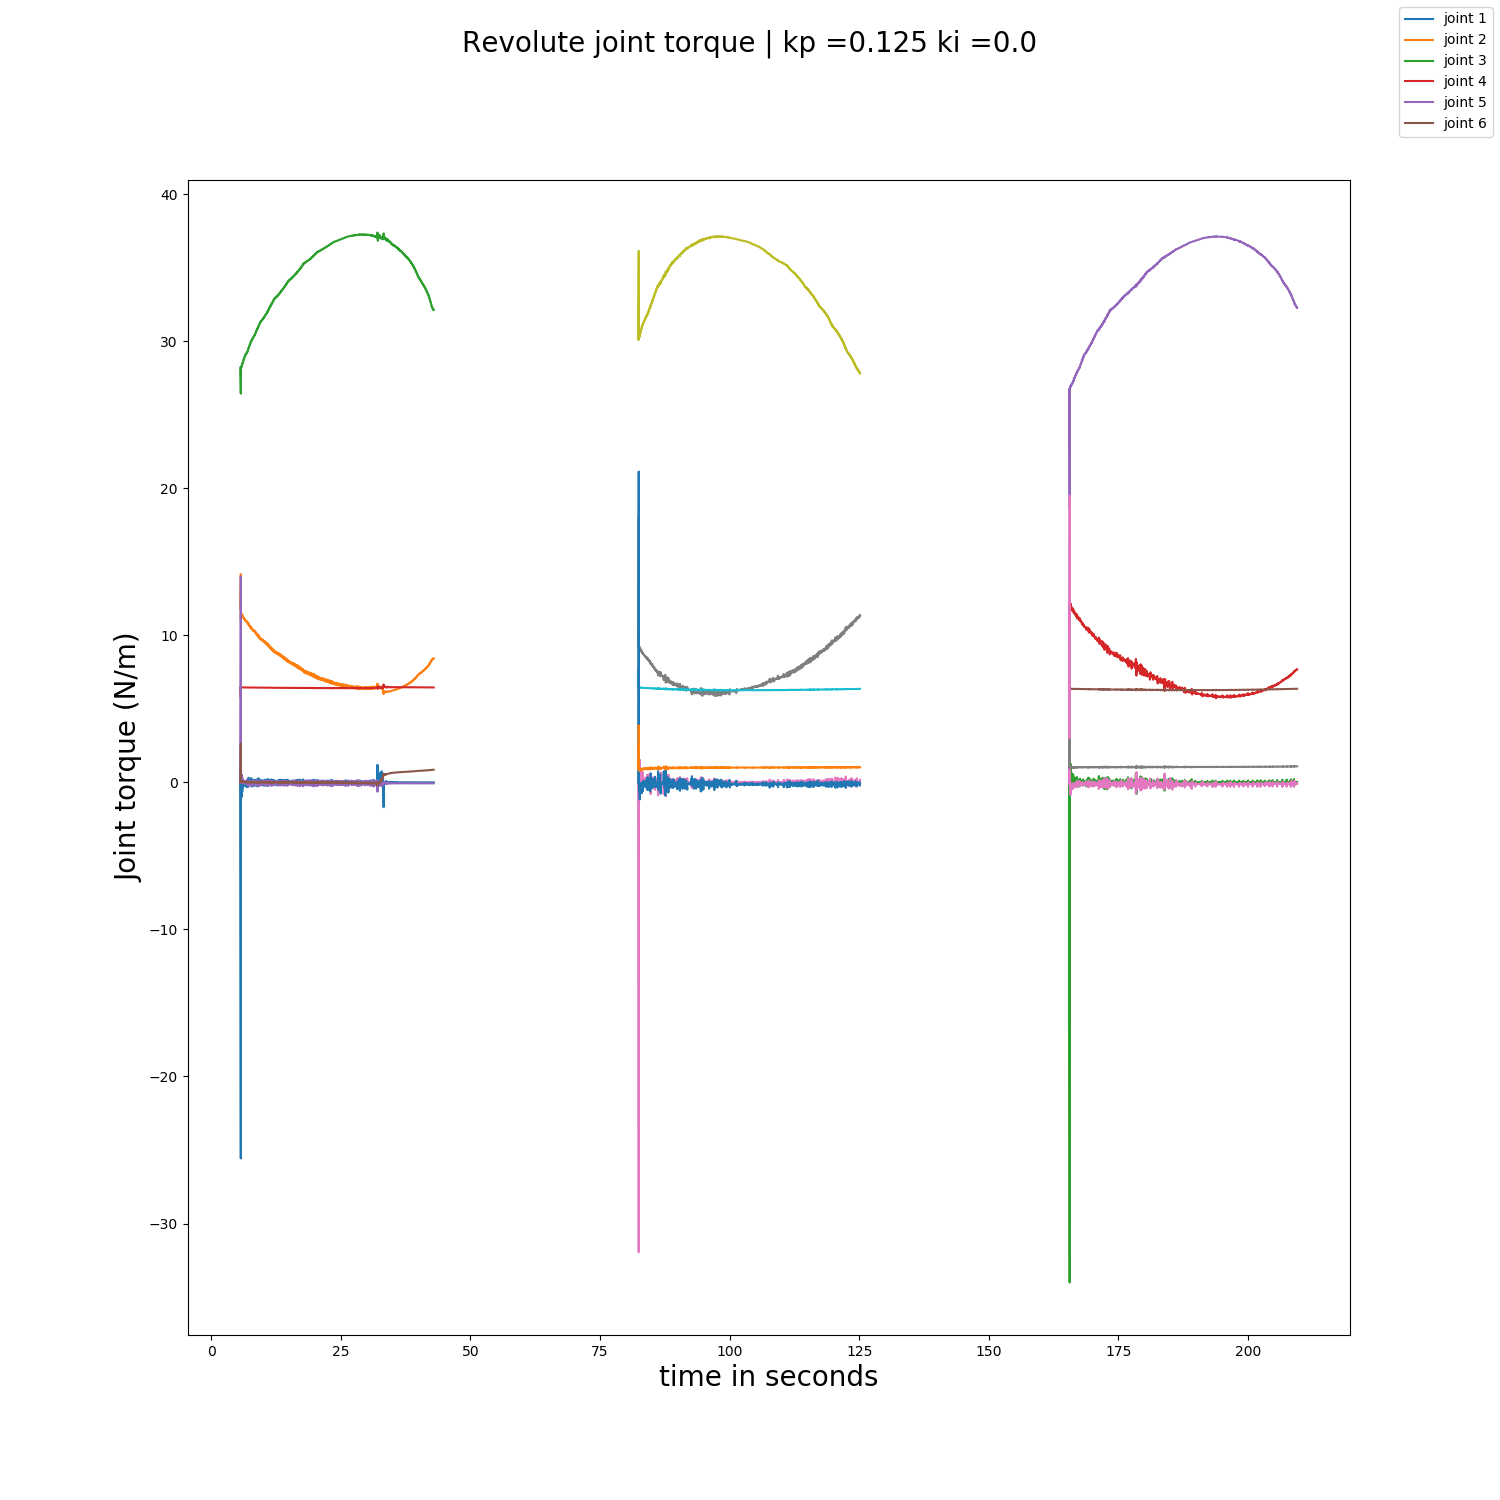 Revolute joint torque | kp =0.125 ki =0.0
joint 1
joint 2
joint 3
joint 4
joint 5
joint 6
40
30
20
10
0
−10
−20
−30
Joint torque (N/m)
0 25 50 75 100 125 150 175 200
time in seconds